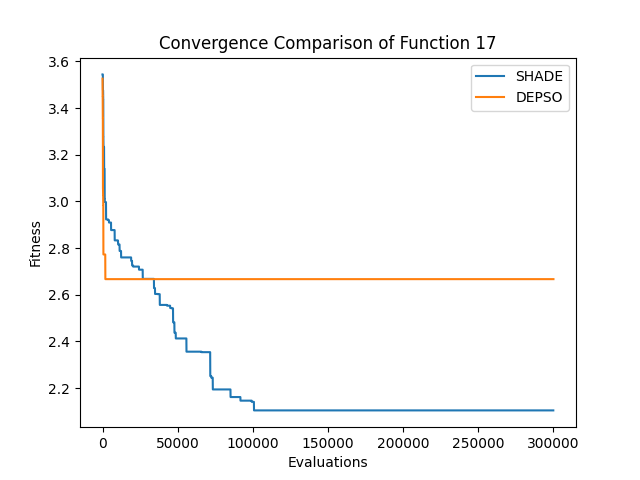 Convergence Comparison of Function 17
SHADE
DEPSO
3.6
3.4
3.2
3.0
2.8
2.6
2.4
2.2
Fitness
0 50000 100000 150000 200000 250000 300000
Evaluations